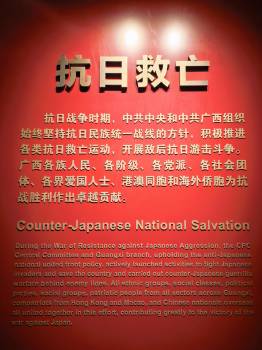 抗日救亡
抗日战争时期，中共中央和中共广西组织
始终坚持抗日民族统一战线的方针，积极推进
各类抗日救亡运动，开展敌后抗日游击斗争。
广西各族人民、各阶级、各党派、各社会团
体、各界爱国人士、港澳同胞和海外侨胞为抗
战胜利作出卓越贡献。
Counter-Japanese National Salvation
During the War of Resistance against Japanese Aggression, the CPC
Central Committee and Guangxi branch, upholding the anti-Japanese
national united front policy, actively launched activities to fight Japanese
invaders and save the country and carried out counter-Japanese guerrilla
warfare behind enemy lines. All ethnic groups, social classes, political
parties, social groups, patriotic people from all sectors across Guangxi,
compatriots from Hong Kong and Macao, and Chinese nationals overseas
all united together in this effort, contributing greatly to the victory of the
war against Japan.